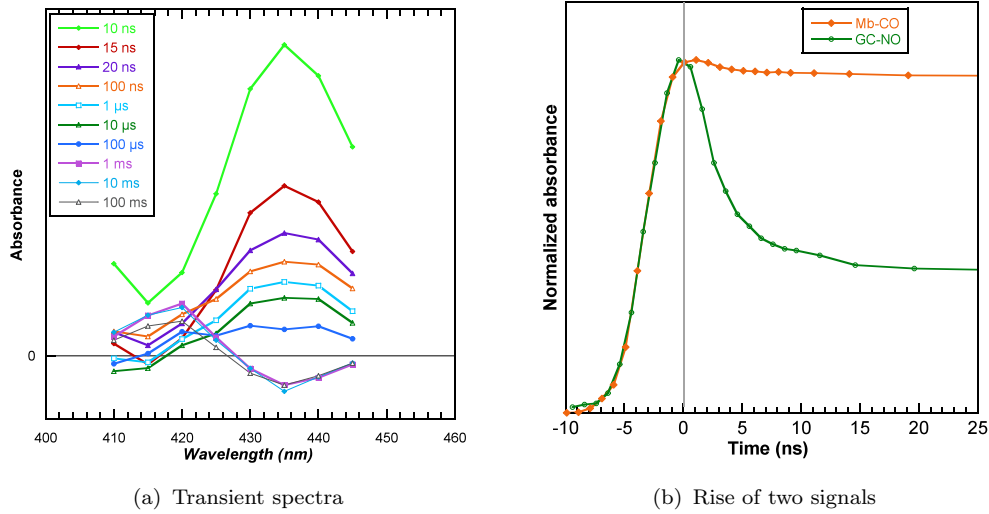 10 ns
15 ns
20 ns
100 ns
1 µs
10 µs
100 µs
1 ms
10 ms
100 ms
Absorbance
0
400 410 420 430 440 450 460
Wavelength (nm)
(a) Transient spectra
Mb-CO
GC-NO
Normalized absorbance
-10 -5 0 5 10 15 20 25
Time (ns)
(b) Rise of two signals